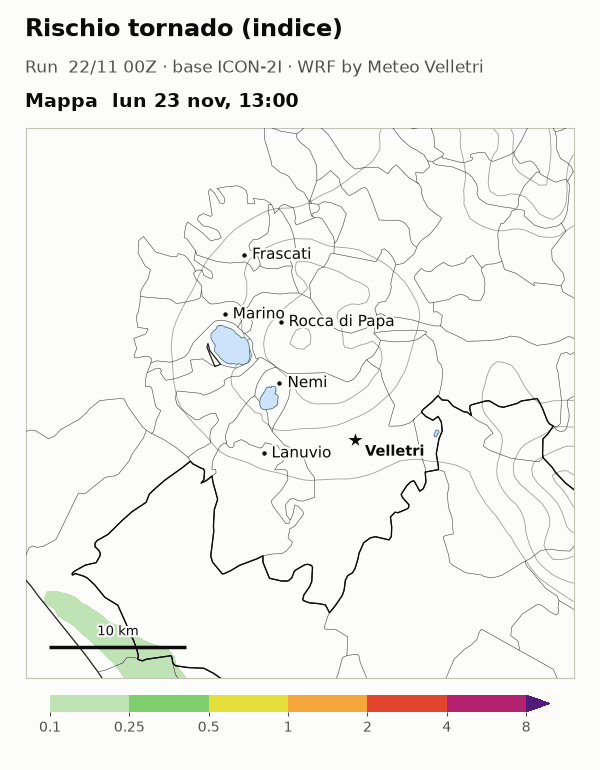 Rischio tornado (indice)
Run 22/11 00Z · base ICON-2I · WRF by Meteo Velletri
Mappa lun 23 nov, 13:00
Frascati
Marino
Rocca di Papa
Nemi
Lanuvio
Velletri
10 km
0.1 0.25 0.5 1 2 4 8